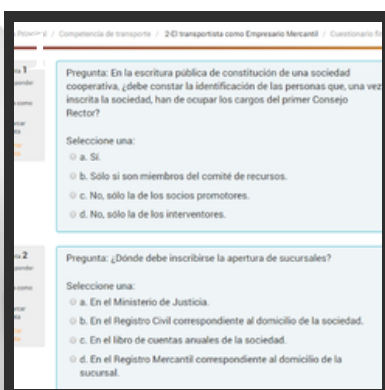 / Competencia de transporte / 2-El transportista como Empresario Mercantil / Cuestionario
1
Pregunta: En la escritura pública de constitución de una sociedad
cooperativa, ¿debe constar la identificación de las personas que, una vez
inscrita la sociedad, han de ocupar los cargos del primer Consejo
Rector?
Seleccione una:
a. Sí.
b. Sólo si son miembros del comité de recursos.
c. No, sólo la de los socios promotores.
d. No, sólo la de los interventores.
2
Pregunta: ¿Dónde debe inscribirse la apertura de sucursales?
Seleccione una:
a. En el Ministerio de Justicia.
b. En el Registro Civil correspondiente al domicilio de la sociedad.
c. En el libro de cuentas anuales de la sociedad.
d. En el Registro Mercantil correspondiente al domicilio de la
sucursal.